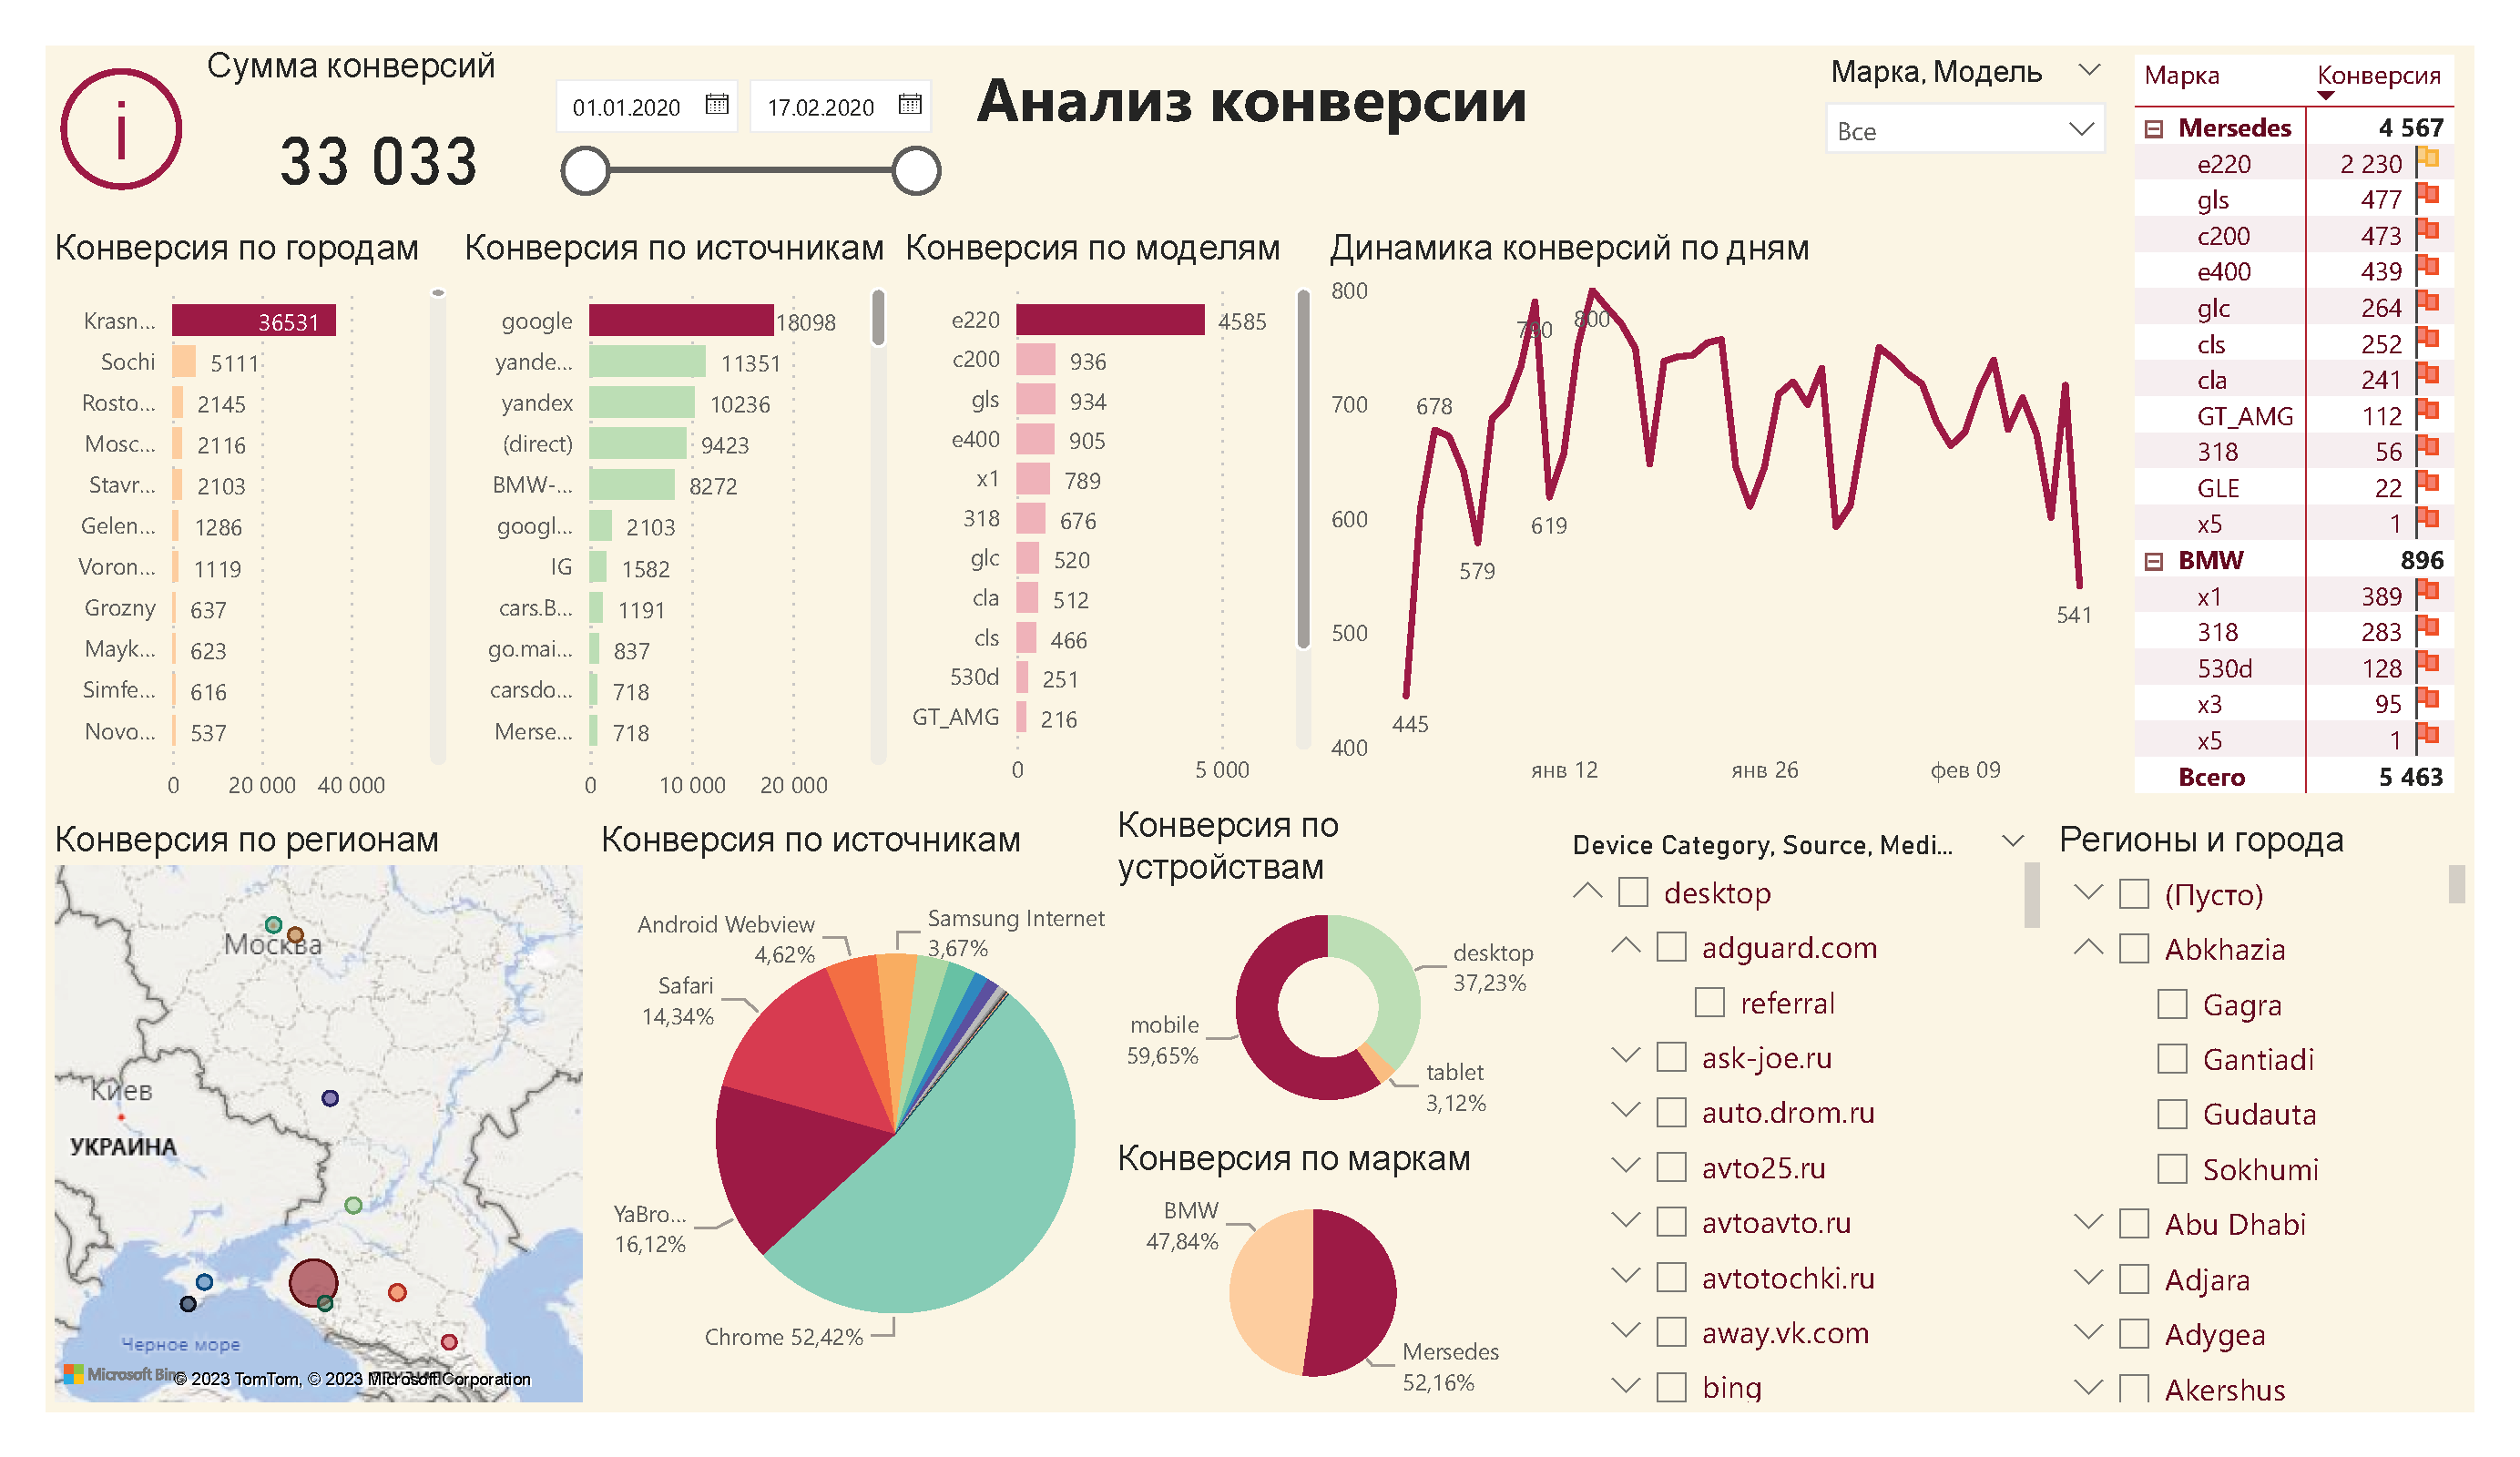 Сумма конверсий
33 033
01.01.2020
17.02.2020
Анализ конверсии
Марка, Модель
Все
Марка Конверсия
Mersedes 4 567
e220 2 230
gls 477
c200 473
e400 439
glc 264
cls 252
cla 241
GT_AMG 112
318 56
GLE 22
x5 1
BMW 896
x1 389
318 283
530d 128
x3 95
x5 1
Всего 5 463
Конверсия по городам
Krasn... 36531
Sochi 5111
Rosto... 2145
Mosc... 2116
Stavr... 2103
Gelen... 1286
Voron... 1119
Grozny 637
Mayk... 623
Simfe... 616
Novo... 537
0 20 000 40 000
Конверсия по источникам
google 18098
yande... 11351
yandex 10236
(direct) 9423
BMW-... 8272
googl... 2103
IG 1582
cars.B... 1191
go.mai... 837
carsdo... 718
Merse... 718
0 10 000 20 000
Конверсия по моделям
e220 4585
c200 936
gls 934
e400 905
x1 789
318 676
glc 520
cla 512
cls 466
530d 251
GT_AMG 216
0 5 000
Динамика конверсий по дням
800
700
600
500
400
445
678
579
790
619
800
541
янв 12 янв 26 фев 09
Конверсия по регионам
Москва
Киев
УКРАИНА
Черное море
Microsoft Bing
© 2023 TomTom, © 2023 Microsoft Corporation
Конверсия по источникам
Android Webview
4,62%
Samsung Internet
3,67%
Safari
14,34%
YaBro...
16,12%
Chrome 52,42%
Конверсия по
устройствам
desktop
37,23%
mobile
59,65%
tablet
3,12%
Конверсия по маркам
BMW
47,84%
Mersedes
52,16%
Device Category, Source, Medi...
desktop
adguard.com
referral
ask-joe.ru
auto.drom.ru
avto25.ru
avtoavto.ru
avtotochki.ru
away.vk.com
bing
Регионы и города
(Пусто)
Abkhazia
Gagra
Gantiadi
Gudauta
Sokhumi
Abu Dhabi
Adjara
Adygea
Akershus